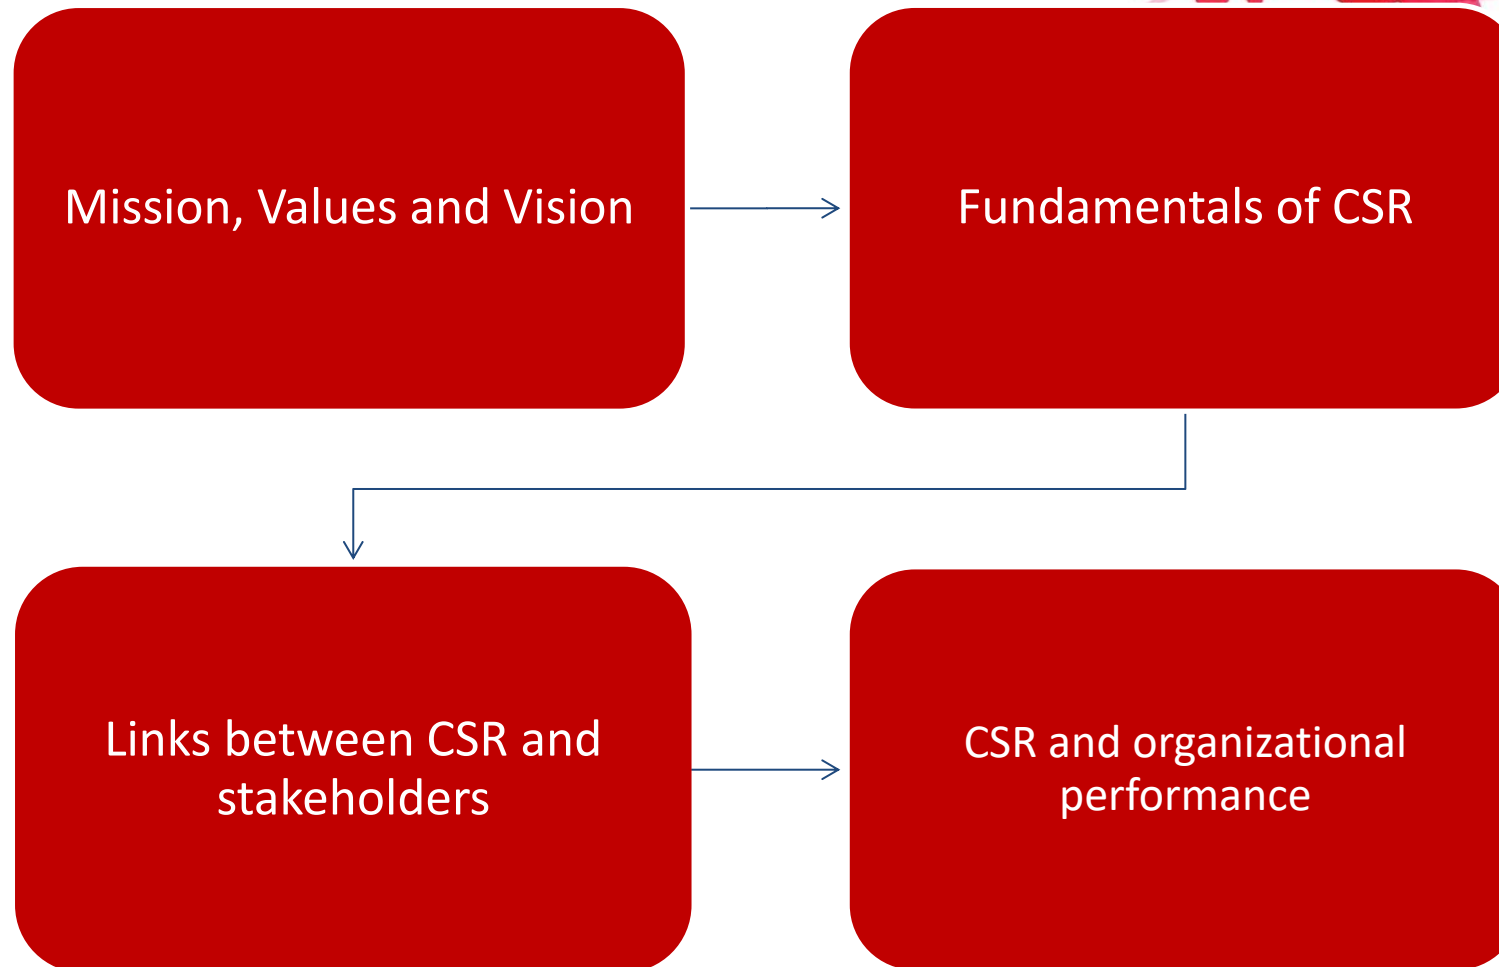 Mission, Values and Vision
Fundamentals of CSR
Links between CSR and
stakeholders
CSR and organizational
performance